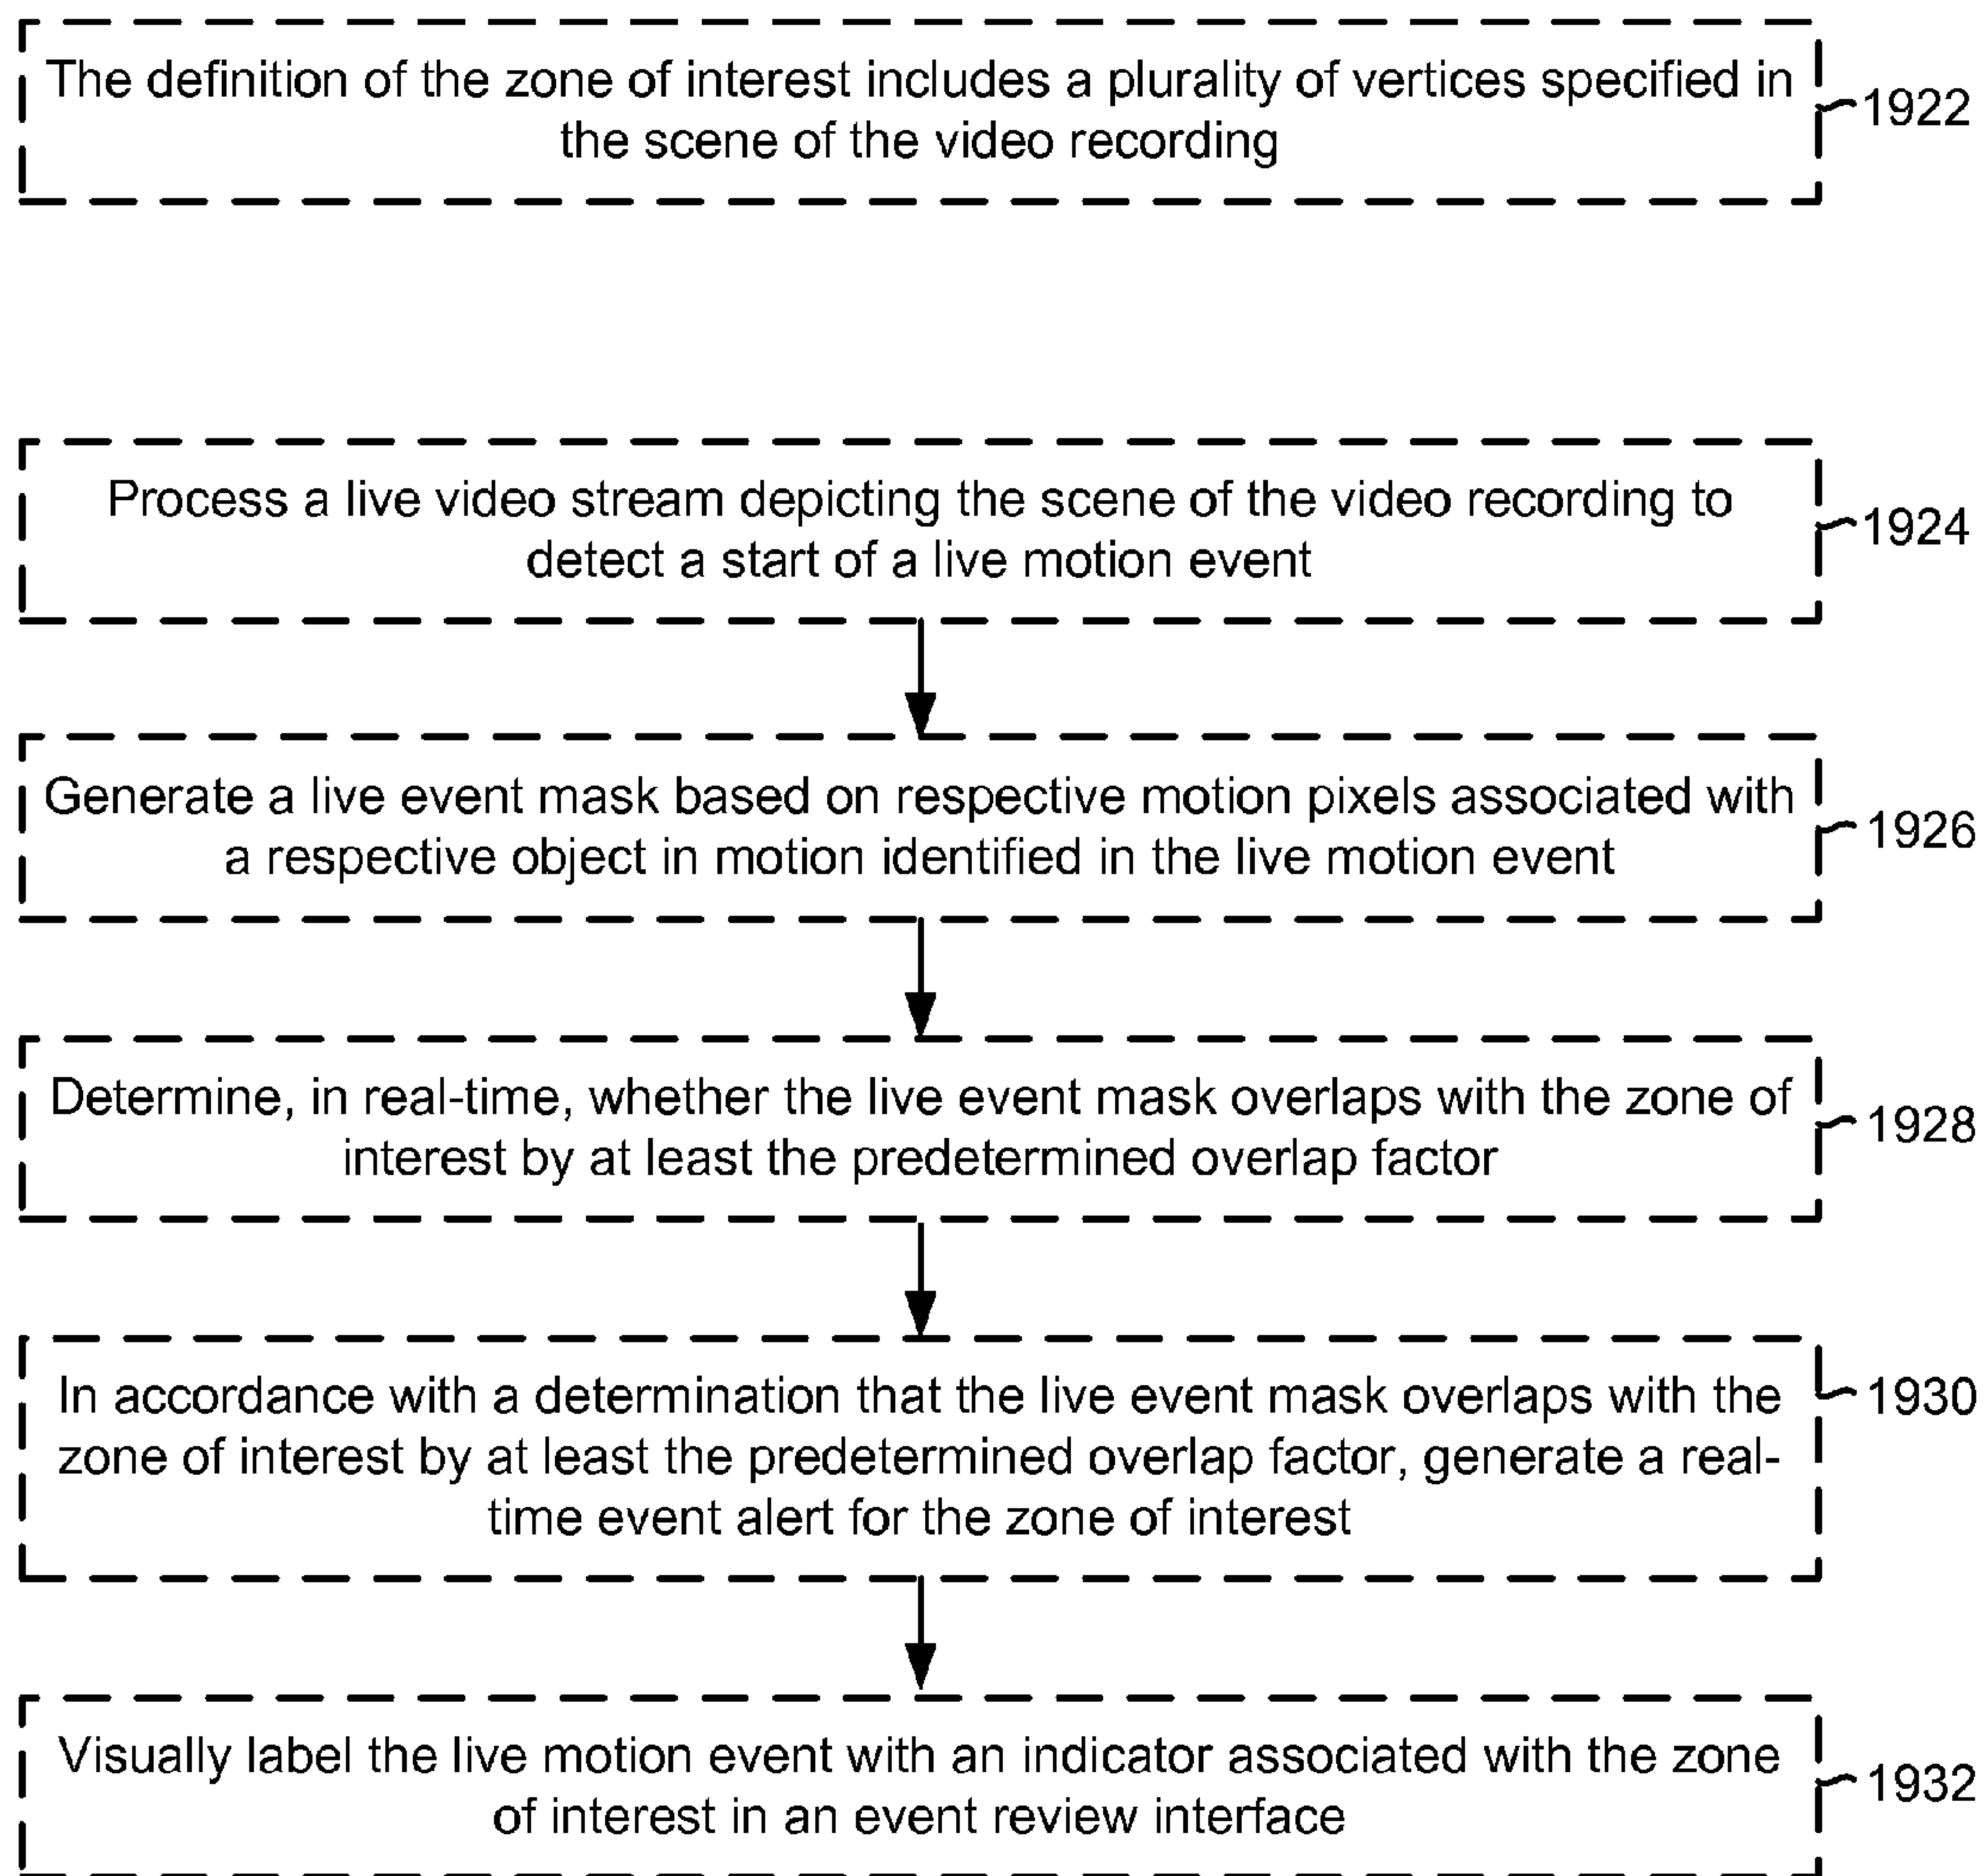 The definition of the zone of interest includes a plurality of vertices specified in
the scene of the video recording
1922
Process a live video stream depicting the scene of the video recording to
detect a start of a live motion event
1924
Generate a live event mask based on respective motion pixels associated with
a respective object in motion identified in the live motion event
1926
Determine, in real-time, whether the live event mask overlaps with the zone of
interest by at least the predetermined overlap factor
1928
In accordance with a determination that the live event mask overlaps with the
zone of interest by at least the predetermined overlap factor, generate a real-
time event alert for the zone of interest
1930
Visually label the live motion event with an indicator associated with the zone
of interest in an event review interface
1932